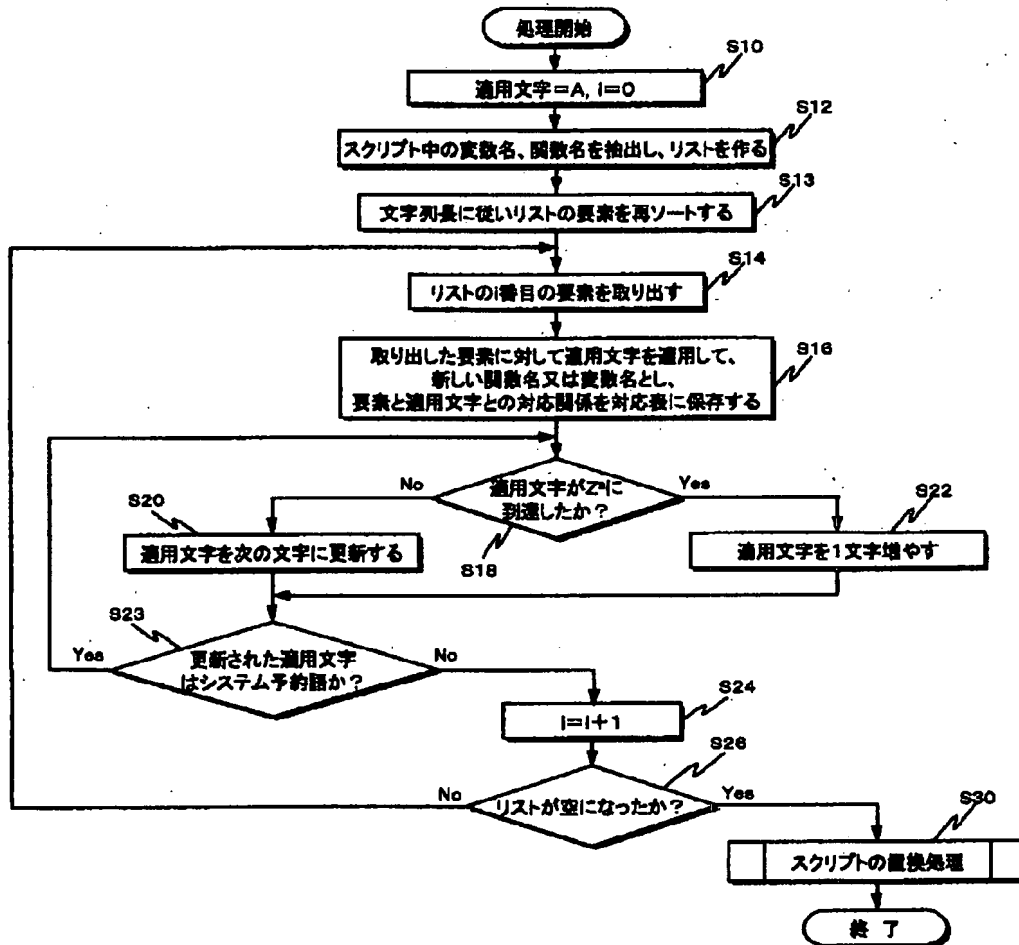 処理開始
S10
適用文字=A, i=0
S12
スクリプト中の変数名、関数名を抽出し、リストを作る
S13
文字列長に従いリストの要素を再ソートする
S14
リストのi番目の要素を取り出す
S16
取り出した要素に対して適用文字を適用して、
新しい関数名又は変数名とし、
要素と適用文字との対応関係を対応表に保存する
No
適用文字がZⁿに
到達したか?
Yes
S18
S20
適用文字を次の文字に更新する
S22
適用文字を1文字増やす
S23
Yes
更新された適用文字
はシステム予約語か?
No
S24
i=i+1
S26
No
リストが空になったか?
Yes
S30
スクリプトの置換処理
終了